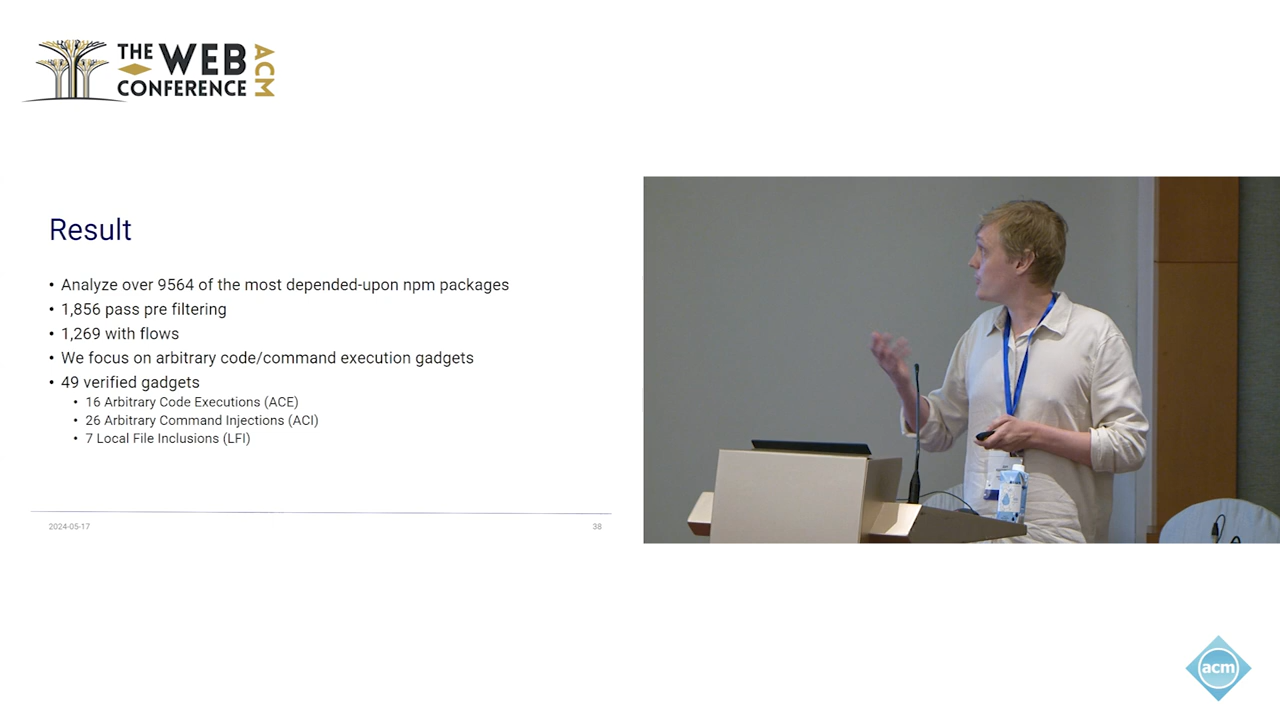 THE WEB
CONFERENCE
ACM
Result
• Analyze over 9564 of the most depended-upon npm packages
• 1,856 pass pre filtering
• 1,269 with flows
• We focus on arbitrary code/command execution gadgets
• 49 verified gadgets
• 16 Arbitrary Code Executions (ACE)
• 26 Arbitrary Command Injections (ACI)
• 7 Local File Inclusions (LFI)
2024-05-17
38
acm